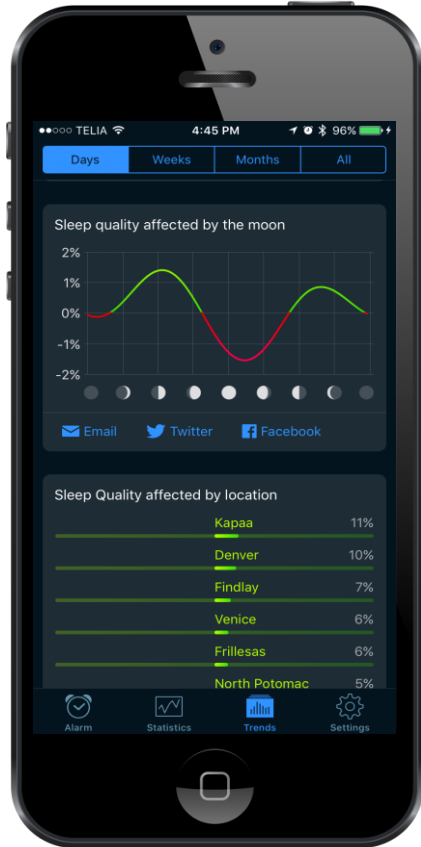 TELIA 4:45 PM 96%
Days Weeks Months All
Sleep quality affected by the moon
2%
1%
0%
-1%
-2%
Email Twitter Facebook
Sleep Quality affected by location
Kapaa 11%
Denver 10%
Findlay 7%
Venice 6%
Frillesas 6%
North Potomac 5%
Alarm Statistics Trends Settings